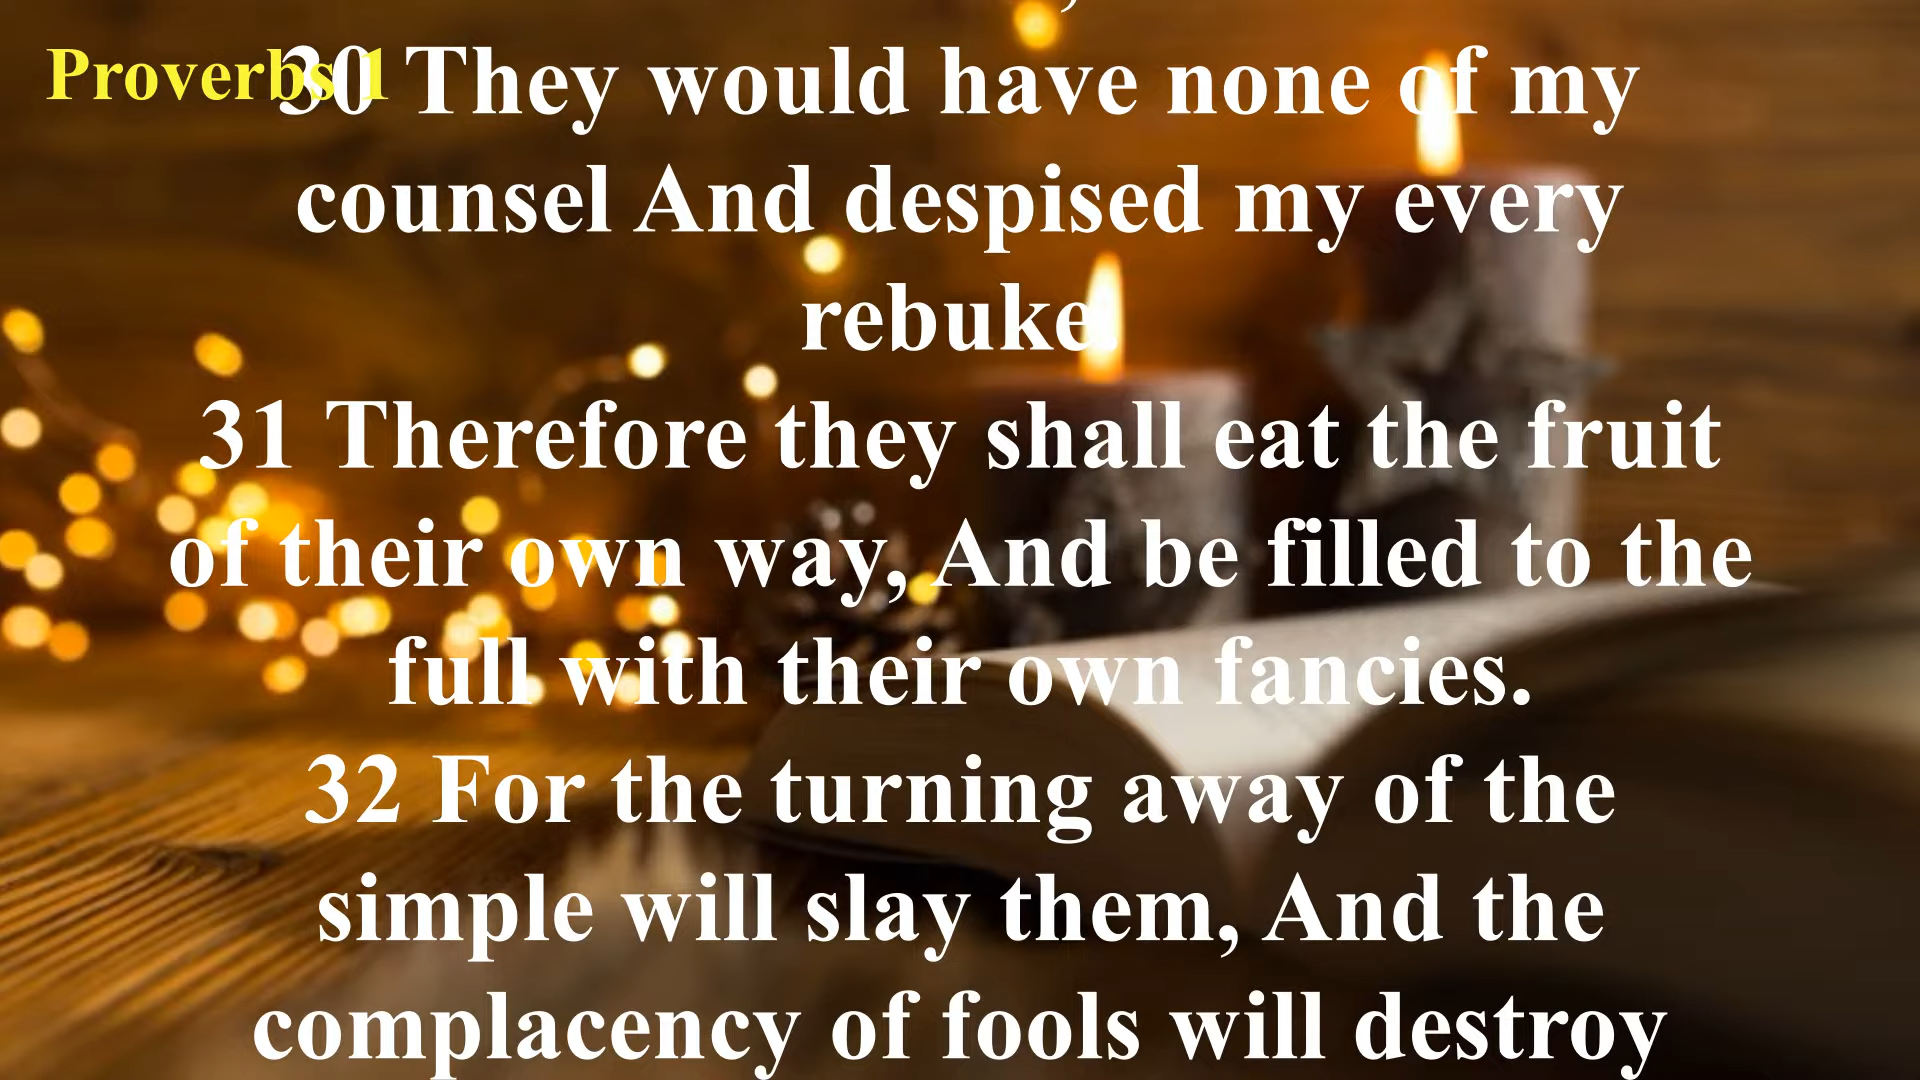 ,
Proverbs 1
30 They would have none of my
counsel And despised my every
rebuke.
31 Therefore they shall eat the fruit
of their own way, And be filled to the
full with their own fancies.
32 For the turning away of the
simple will slay them, And the
complacency of fools will destroy